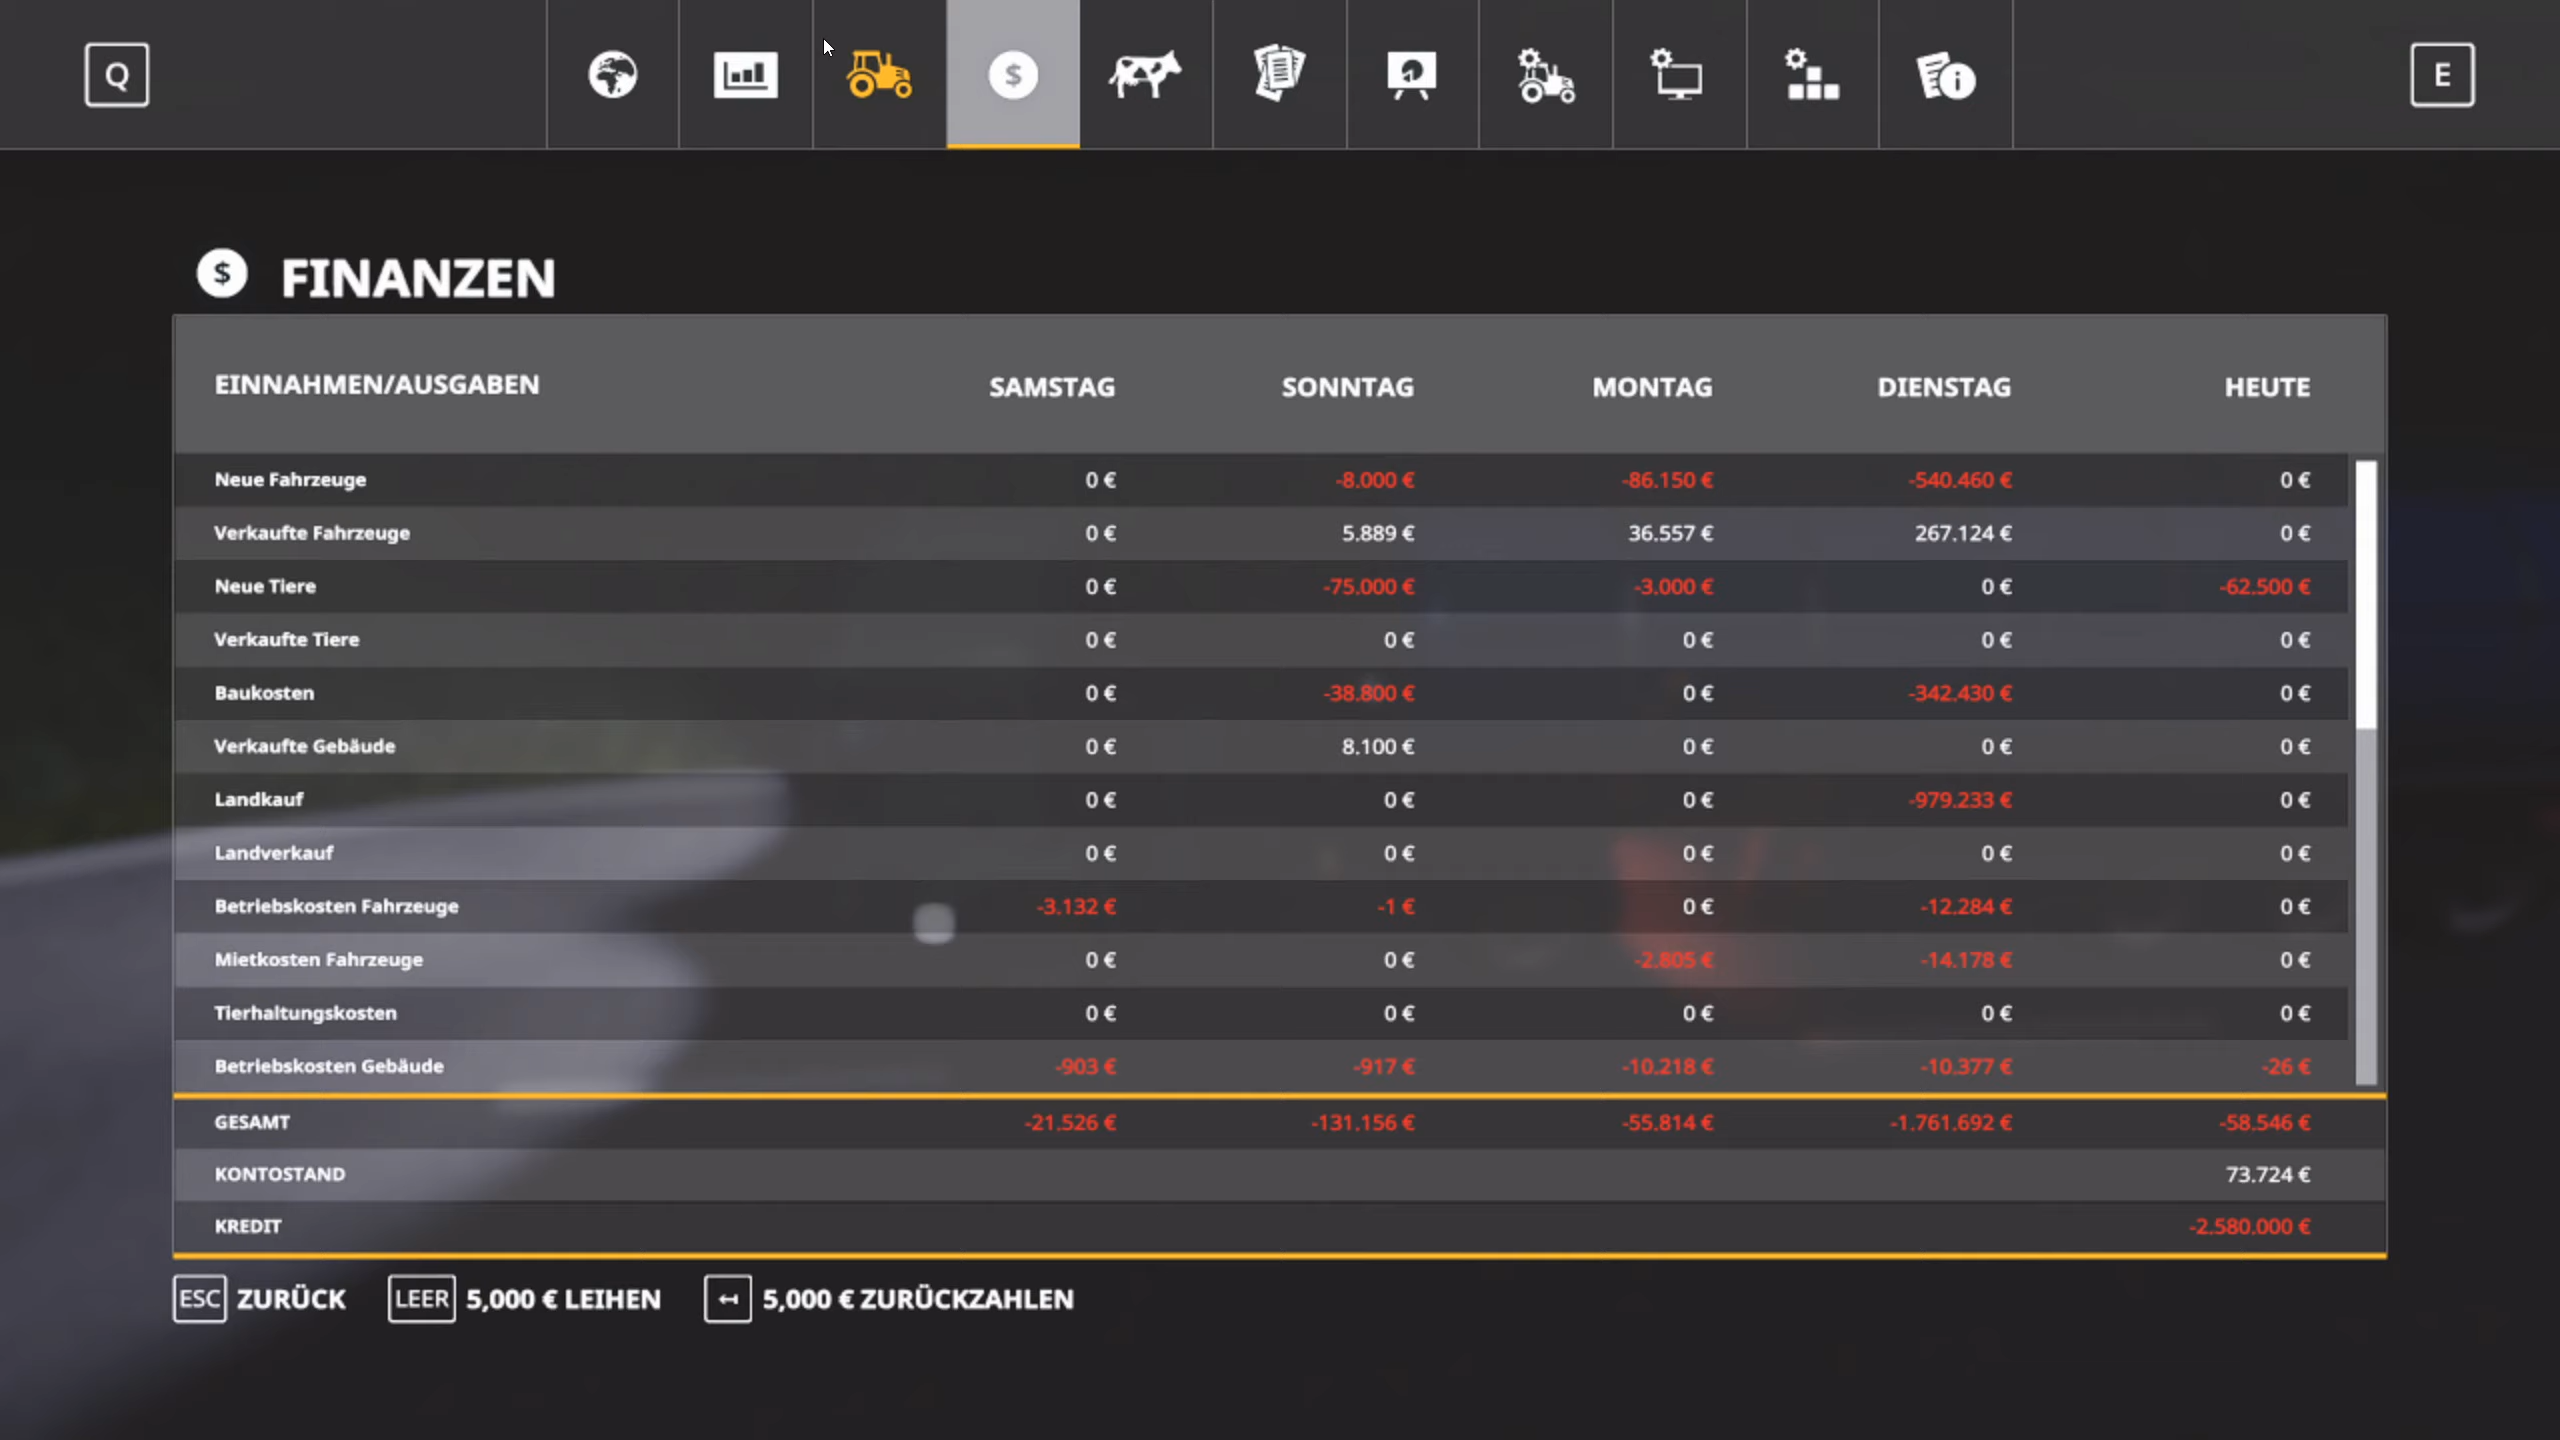 Q
$
E
$ FINANZEN
EINNAHMEN/AUSGABEN SAMSTAG SONNTAG MONTAG DIENSTAG HEUTE
Neue Fahrzeuge 0 € -8.000 € -86.150 € -540.460 € 0 €
Verkaufte Fahrzeuge 0 € 5.889 € 36.557 € 267.124 € 0 €
Neue Tiere 0 € -75.000 € -3.000 € 0 € -62.500 €
Verkaufte Tiere 0 € 0 € 0 € 0 € 0 €
Baukosten 0 € -38.800 € 0 € -342.430 € 0 €
Verkaufte Gebäude 0 € 8.100 € 0 € 0 € 0 €
Landkauf 0 € 0 € 0 € -979.233 € 0 €
Landverkauf 0 € 0 € 0 € 0 € 0 €
Betriebskosten Fahrzeuge -3.132 € -1 € 0 € -12.284 € 0 €
Mietkosten Fahrzeuge 0 € 0 € -2.805 € -14.178 € 0 €
Tierhaltungskosten 0 € 0 € 0 € 0 € 0 €
Betriebskosten Gebäude -903 € -917 € -10.218 € -10.377 € -26 €
GESAMT -21.526 € -131.156 € -55.814 € -1.761.692 € -58.546 €
KONTOSTAND 73.724 €
KREDIT -2.580.000 €
ESC ZURÜCK LEER 5,000 € LEIHEN 5,000 € ZURÜCKZAHLEN